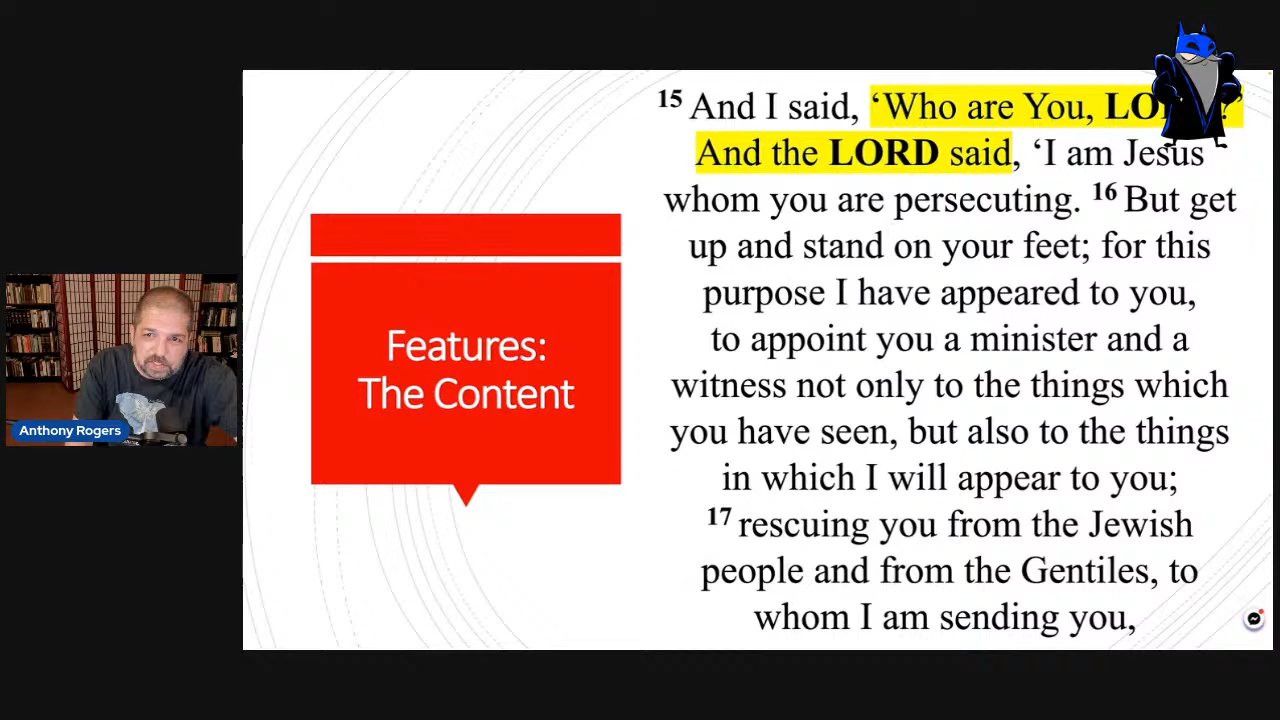 15 And I said, ‘Who are You, LO ?’
And the LORD said, ‘I am Jesus
whom you are persecuting. 16 But get
up and stand on your feet; for this
purpose I have appeared to you,
to appoint you a minister and a
witness not only to the things which
you have seen, but also to the things
in which I will appear to you;
17 rescuing you from the Jewish
people and from the Gentiles, to
whom I am sending you,
Features:
The Content
Anthony Rogers